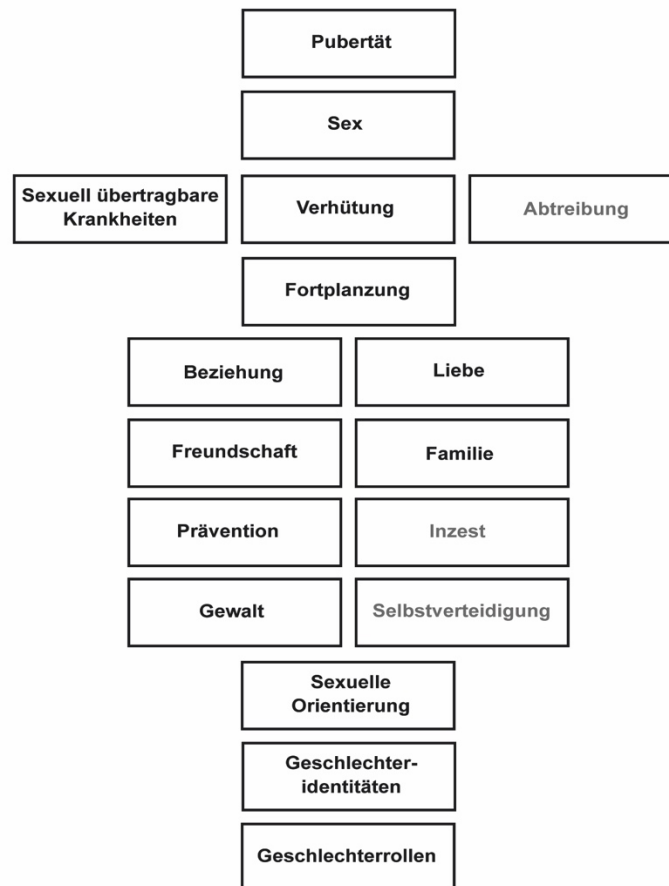 Pubertät
Sex
Sexuell übertragbare
Krankheiten
Verhütung
Abtreibung
Fortplanzung
Beziehung
Liebe
Freundschaft
Familie
Prävention
Inzest
Gewalt
Selbstverteidigung
Sexuelle
Orientierung
Geschlechter-
identitäten
Geschlechterrollen